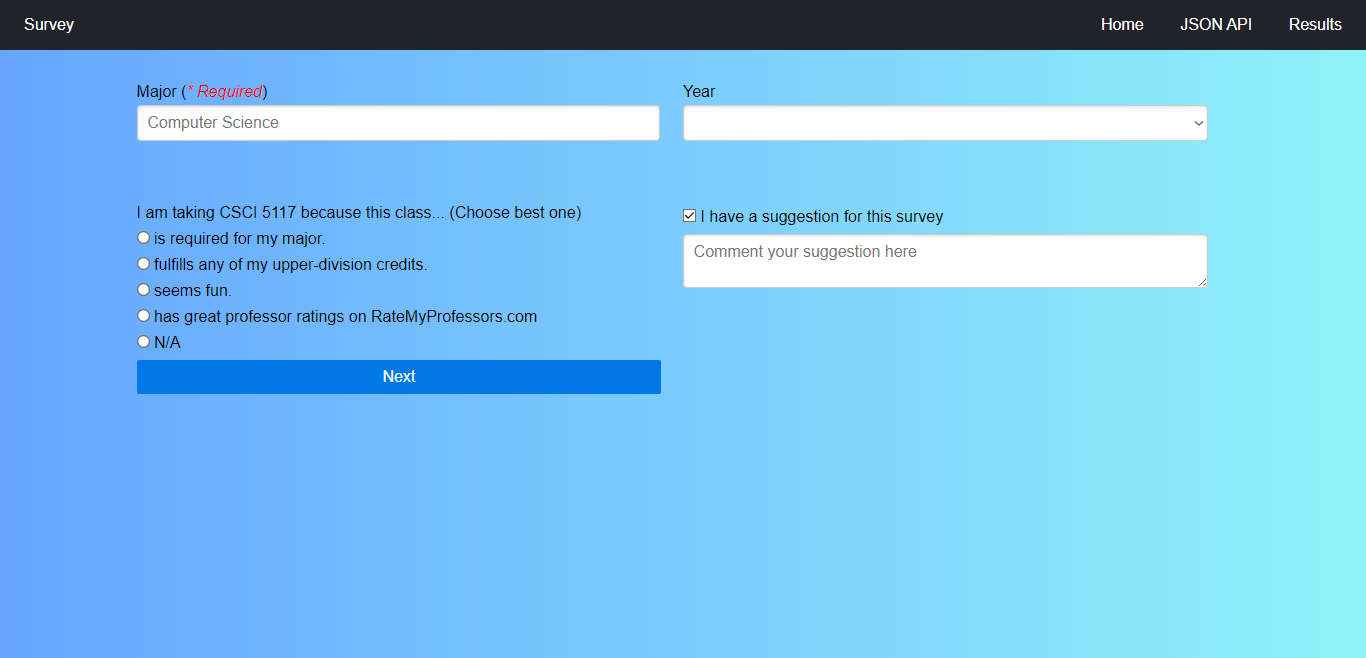 Survey
Home
JSON API
Results
Major (* Required)
Computer Science
Year
I am taking CSCI 5117 because this class... (Choose best one)
is required for my major.
fulfills any of my upper-division credits.
seems fun.
has great professor ratings on RateMyProfessors.com
N/A
Next
I have a suggestion for this survey
Comment your suggestion here